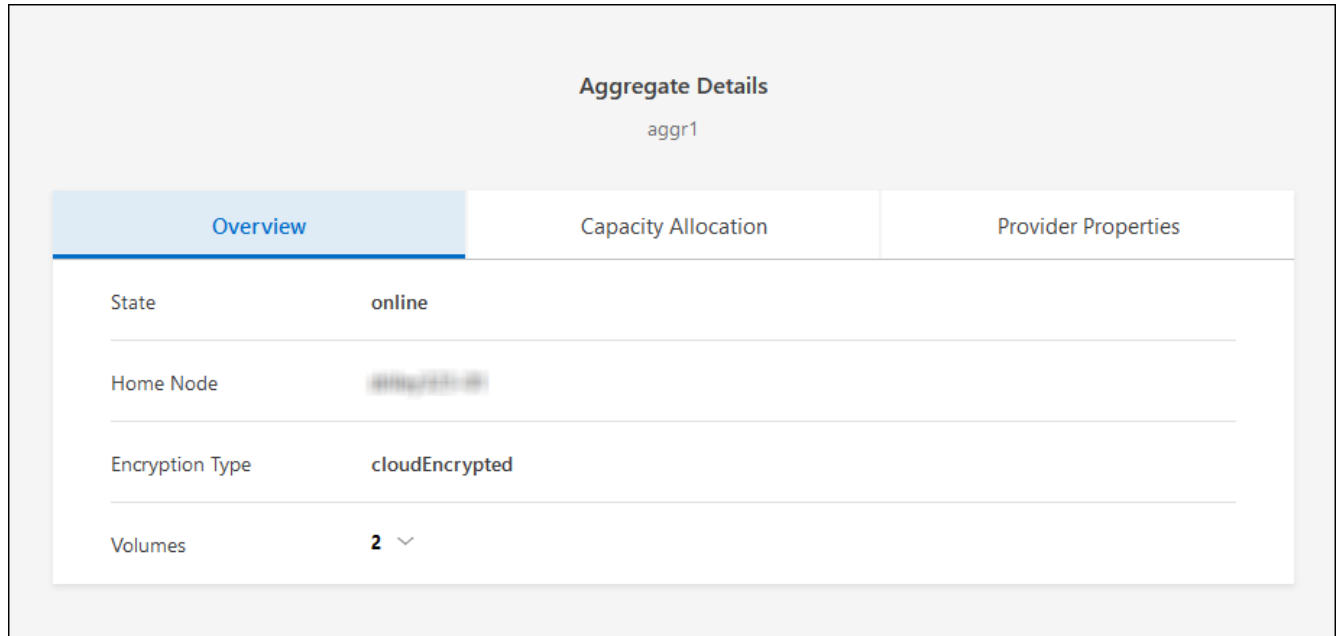 Aggregate Details
aggr1
Overview Capacity Allocation Provider Properties
State online
Home Node
Encryption Type cloudEncrypted
Volumes 2